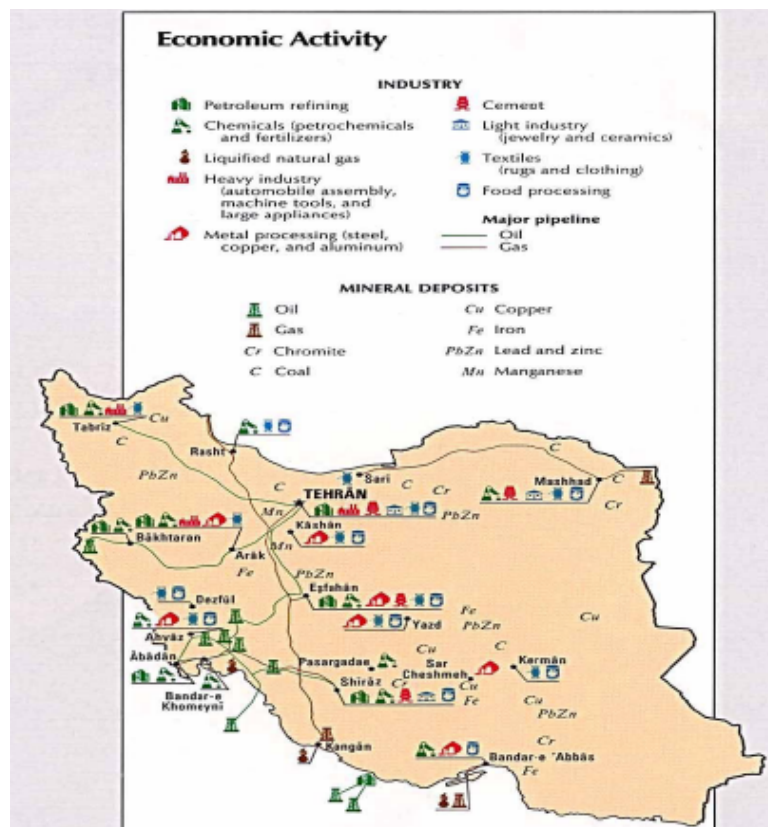 Economic Activity
INDUSTRY
Petroleum refining
Chemicals (petrochemicals
and fertilizers)
Liquified natural gas
Heavy industry
(automobile assembly,
machine tools, and
large appliances)
Metal processing (steel,
copper, and aluminum)
Cement
Light industry
(jewelry and ceramics)
Textiles
(rugs and clothing)
Food processing
Major pipeline
Oil
Gas
MINERAL DEPOSITS
Oil
Gas
Cr Chromite
C Coal
Cu Copper
Fe Iron
PbZn Lead and zinc
Mn Manganese
Tabrīz
Cu
C
Rasht
PbZn
Sari
C
C
C
Cr
Mashhad
C
Cr
TEHRĀN
Mn
PbZn
Kāshān
Mn
Bākhtaran
Arāk
Fe
PbZn
Eşfahān
Dezfūl
Fe
Yazd
PbZn
Cu
Ahvāz
Ābādān
Bandar-e
Khomeynī
Pasargadae
Cu
C
Sar
Cheshmeh
Kermān
Shīrāz
Cr
Cu
Fe
Cu
PbZn
Kangān
Cr
Bandar-e 'Abbās
Fe